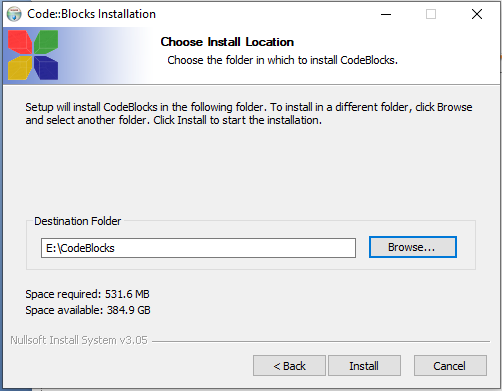 Code::Blocks Installation
Choose Install Location
Choose the folder in which to install CodeBlocks.
Setup will install CodeBlocks in the following folder. To install in a different folder, click Browse
and select another folder. Click Install to start the installation.
Destination Folder
E:\CodeBlocks
Browse...
Space required: 531.6 MB
Space available: 384.9 GB
Nullsoft Install System v3.05
< Back
Install
Cancel